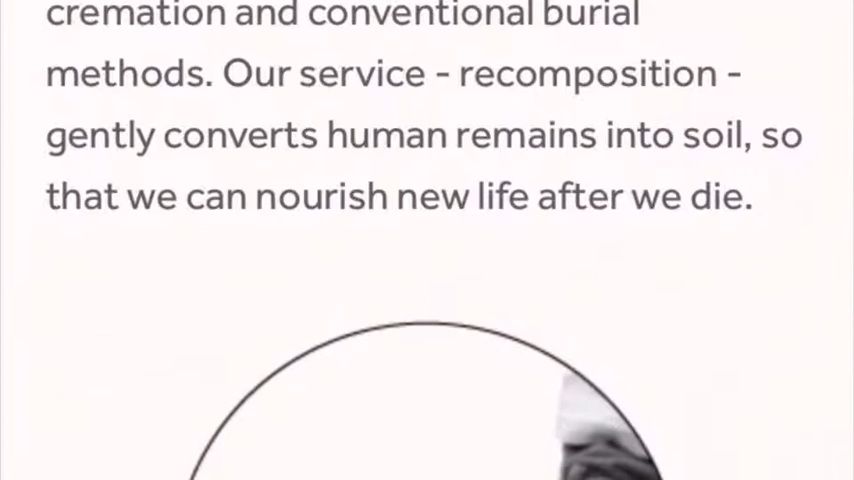 cremation and conventional burial
methods. Our service - recomposition -
gently converts human remains into soil, so
that we can nourish new life after we die.